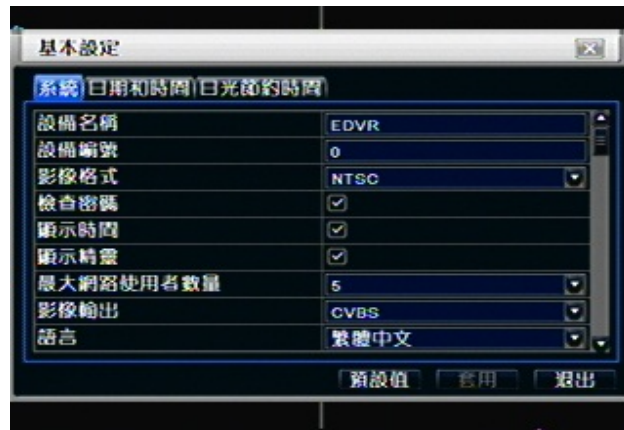 基本設定
系統 日期和時間 日光節約時間
設備名稱 EDVR
設備編號 0
影像格式 NTSC
檢查密碼
顯示時間
顯示精靈
最大網路使用者數量 5
影像輸出 CVBS
語言 繁體中文
預設值 套用 退出